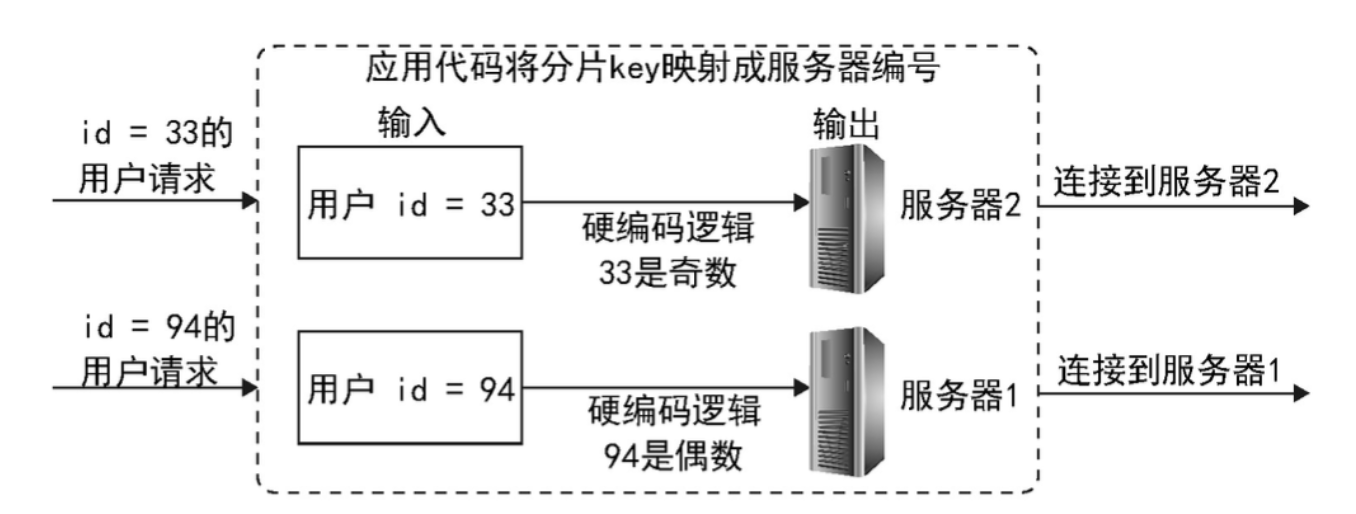 应用代码将分片key映射成服务器编号
输入
输出
id = 33的
用户请求
用户 id = 33
硬编码逻辑
33是奇数
服务器2
连接到服务器2
id = 94的
用户请求
用户 id = 94
硬编码逻辑
94是偶数
服务器1
连接到服务器1